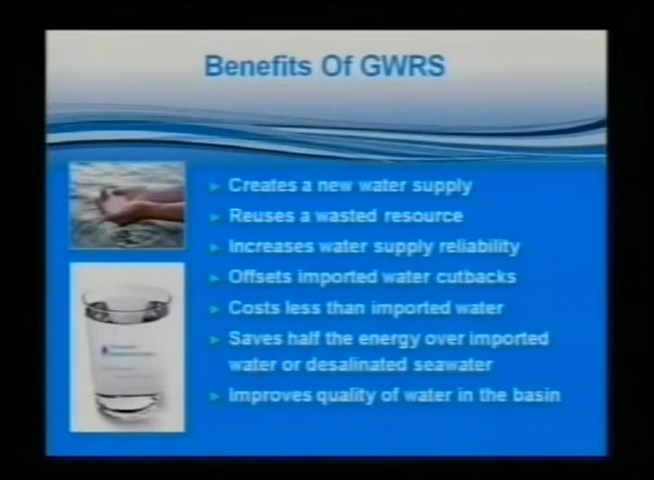 Benefits Of GWRS
Creates a new water supply
Reuses a wasted resource
Increases water supply reliability
Offsets imported water cutbacks
Costs less than imported water
Saves half the energy over imported
water or desalinated seawater
Improves quality of water in the basin